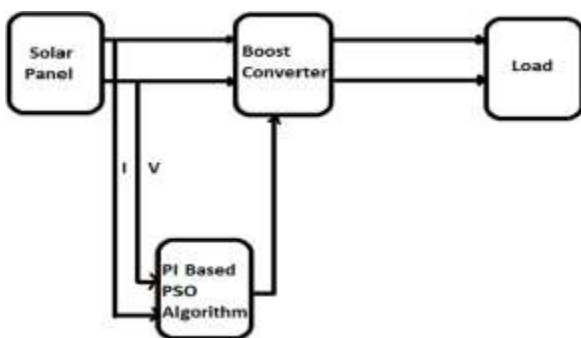 Solar
Panel
Boost
Converter
Load
I V
PI Based
PSO
Algorithm